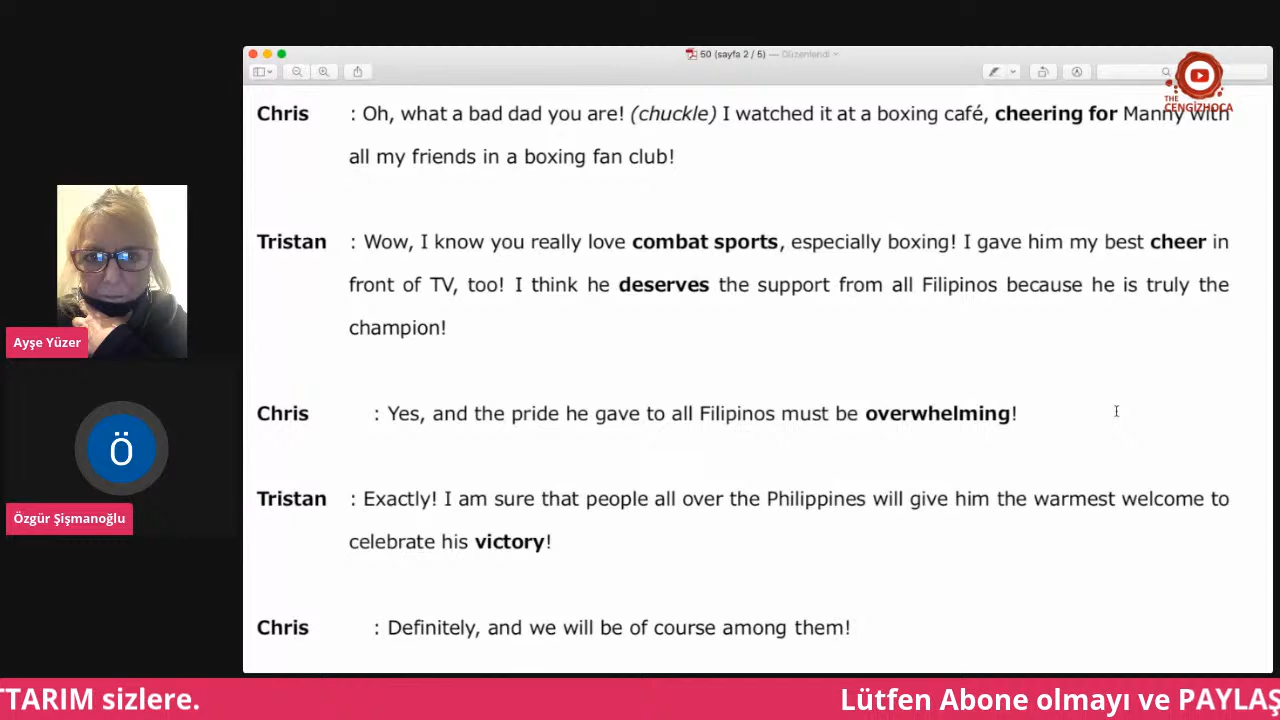 50 (sayfa 2 / 5) — Düzenlendi
THE
CENGİZHOCA
Chris : Oh, what a bad dad you are! (chuckle) I watched it at a boxing café, cheering for Manny with
all my friends in a boxing fan club!
Tristan : Wow, I know you really love combat sports, especially boxing! I gave him my best cheer in
front of TV, too! I think he deserves the support from all Filipinos because he is truly the
champion!
Chris : Yes, and the pride he gave to all Filipinos must be overwhelming!
Tristan : Exactly! I am sure that people all over the Philippines will give him the warmest welcome to
celebrate his victory!
Chris : Definitely, and we will be of course among them!
Ayşe Yüzer
Ö
Özgür Şişmanoğlu
TTARIM sizlere. Lütfen Abone olmayı ve PAYLAŞ